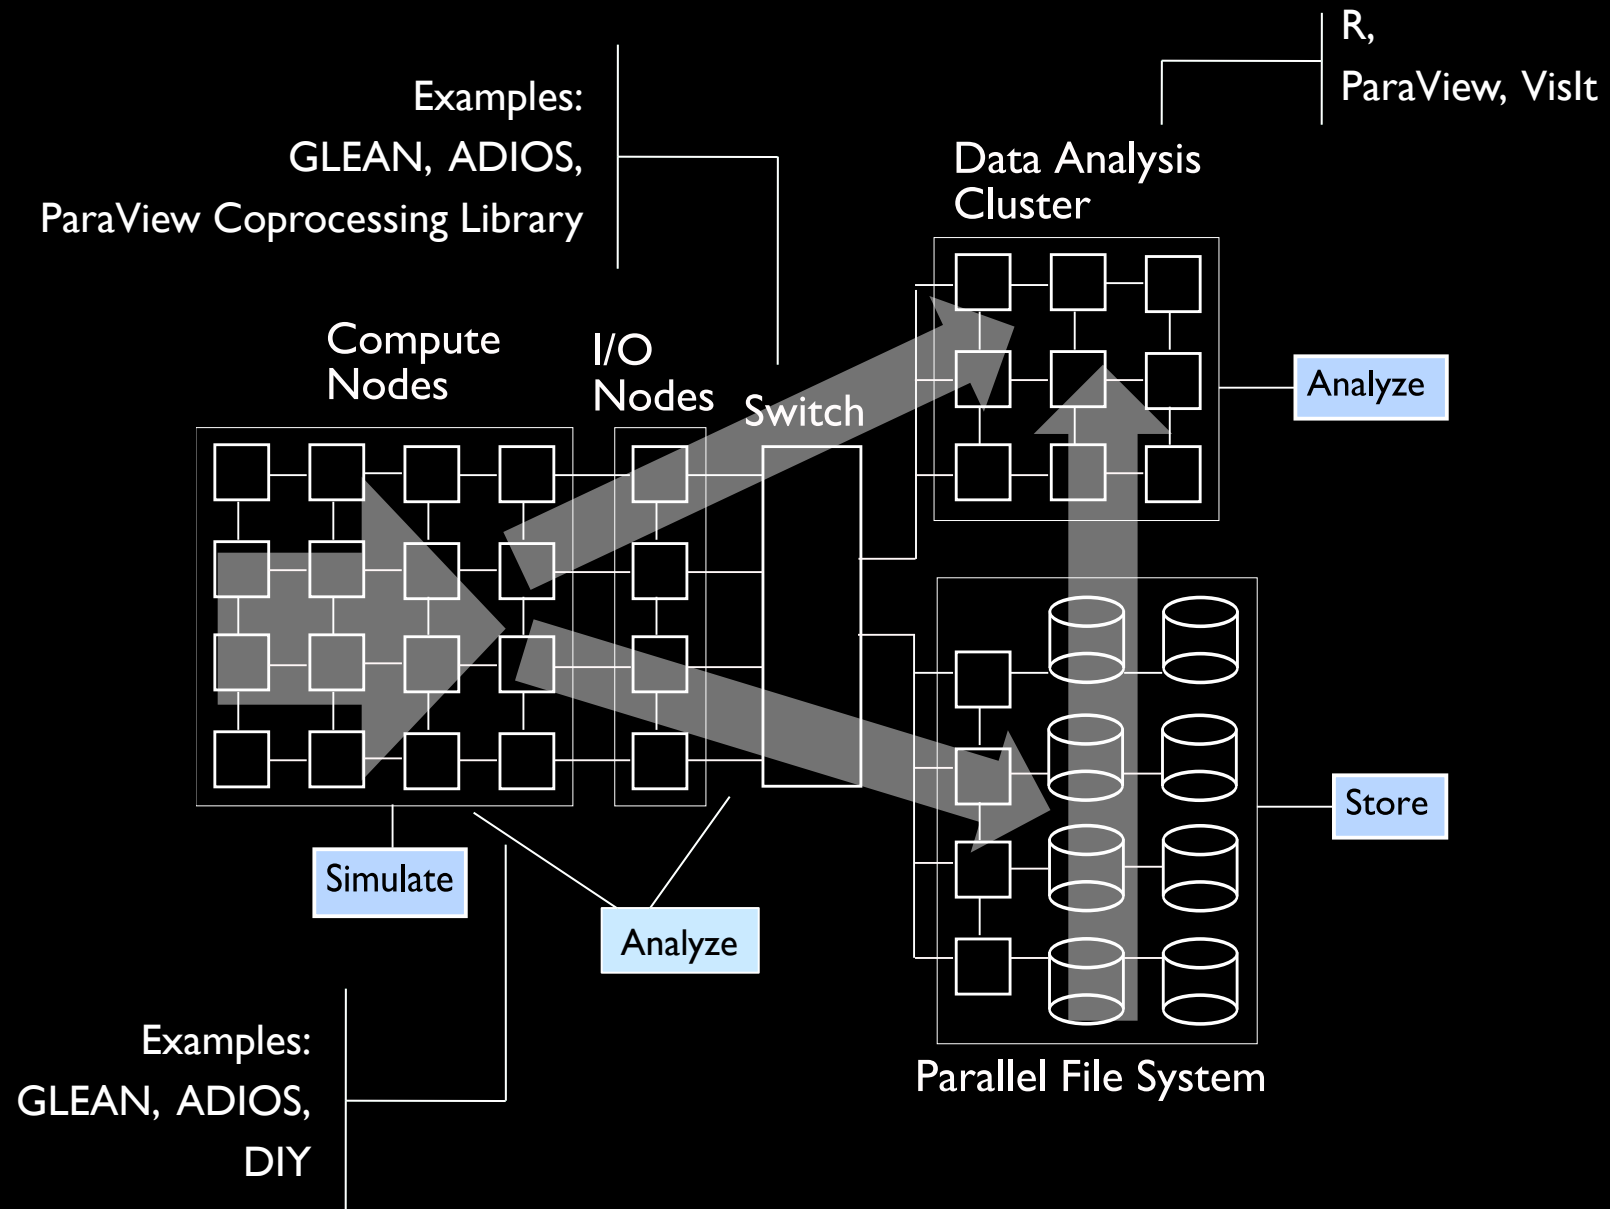 R,
ParaView, VisIt
Examples:
GLEAN, ADIOS,
ParaView Coprocessing Library
Data Analysis
Cluster
Compute
Nodes
I/O
Nodes
Switch
Analyze
Store
Simulate
Analyze
Parallel File System
Examples:
GLEAN, ADIOS,
DIY